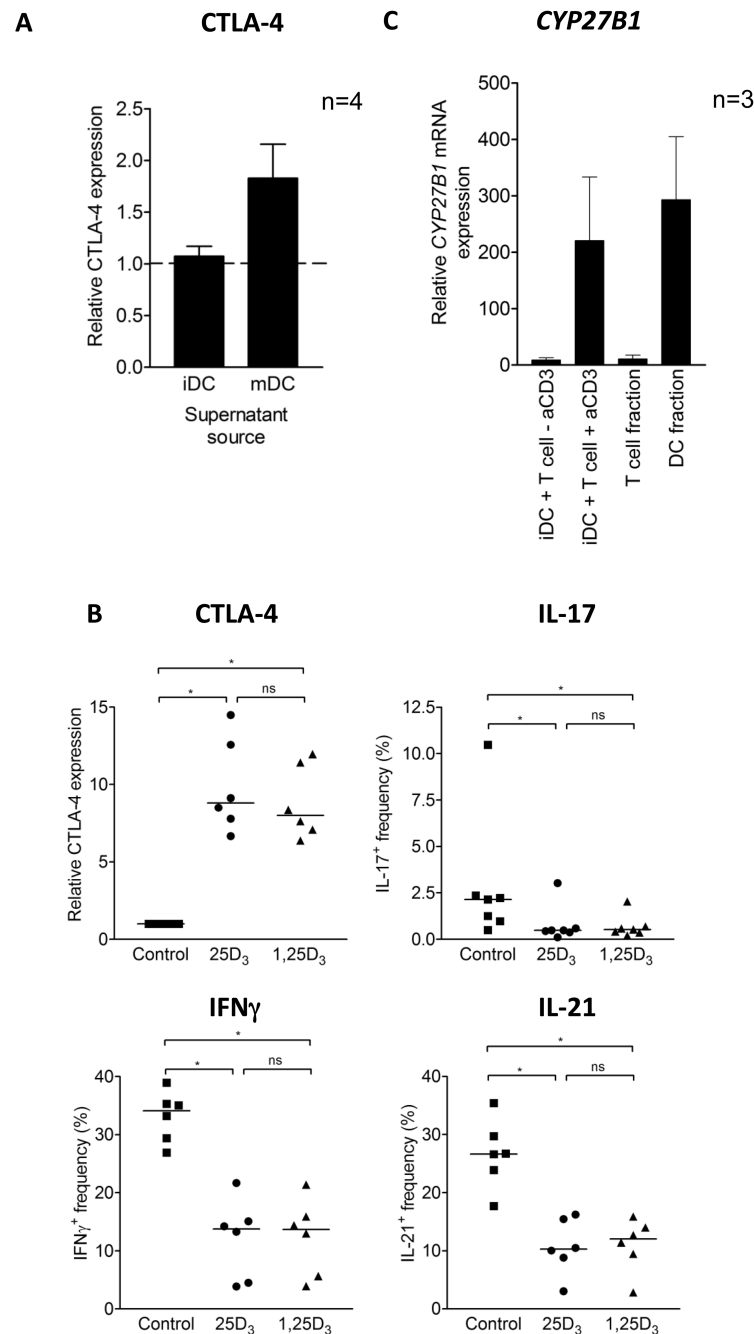 A
CTLA-4
n=4
Relative CTLA-4 expression
2.5
2.0
1.5
1.0
0.5
0.0
iDC
mDC
Supernatant
source
C
CYP27B1
n=3
Relative CYP27B1 mRNA
expression
500
400
300
200
100
0
iDC + T cell - aCD3
iDC + T cell + aCD3
T cell fraction
DC fraction
B
CTLA-4
*
*
ns
Relative CTLA-4 expression
15
10
5
0
Control
25D₃
1,25D₃
IL-17
*
*
ns
IL-17⁺ frequency (%)
12.5
10.0
7.5
5.0
2.5
0.0
Control
25D₃
1,25D₃
IFNγ
*
*
ns
IFNγ⁺ frequency (%)
40
30
20
10
0
Control
25D₃
1,25D₃
IL-21
*
*
ns
IL-21⁺ frequency (%)
40
30
20
10
0
Control
25D₃
1,25D₃